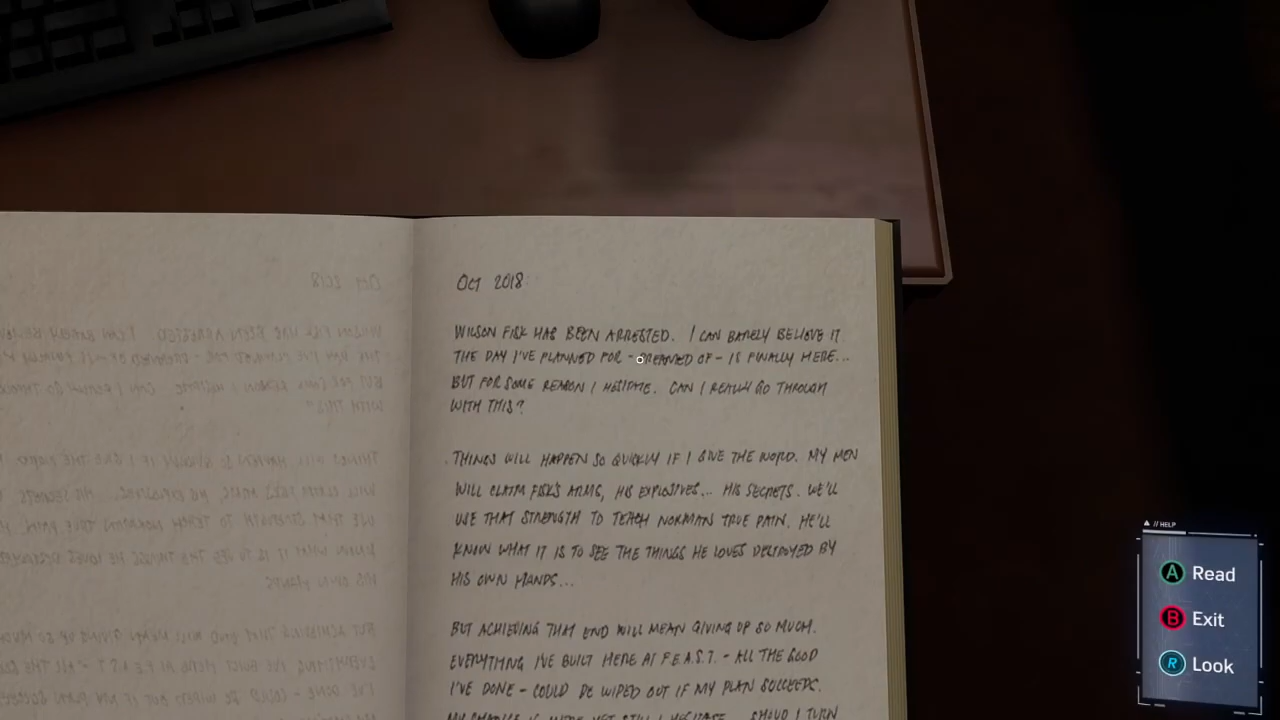 Oct 2018
WILSON FISK HAS BEEN ARRESTED. I CAN BARELY BELIEVE IT
THE DAY I'VE PLANNED FOR - DREAMED OF - IS FINALLY HERE...
BUT FOR SOME REASON I HESITATE. CAN I REALLY GO THROUGH
WITH THIS?
THINGS WILL HAPPEN SO QUICKLY IF I GIVE THE WORD. MY MEN
WILL CLAIM FISK'S ARMS, HIS EXPLOSIVES... HIS SECRETS. WE'LL
USE THAT STRENGTH TO TEACH NORMAN TRUE PAIN. HE'LL
KNOW WHAT IT IS TO SEE THE THINGS HE LOVES DESTROYED BY
HIS OWN HANDS...
BUT ACHIEVING THAT END WILL MEAN GIVING UP SO MUCH.
EVERYTHING I'VE BUILT HERE AT F.E.A.S.T. - ALL THE GOOD
I'VE DONE - COULD BE WIPED OUT IF MY PLAN SUCCEEDS.
STILL I HESITATE... SHOULD I TURN
// HELP
A Read
B Exit
R Look